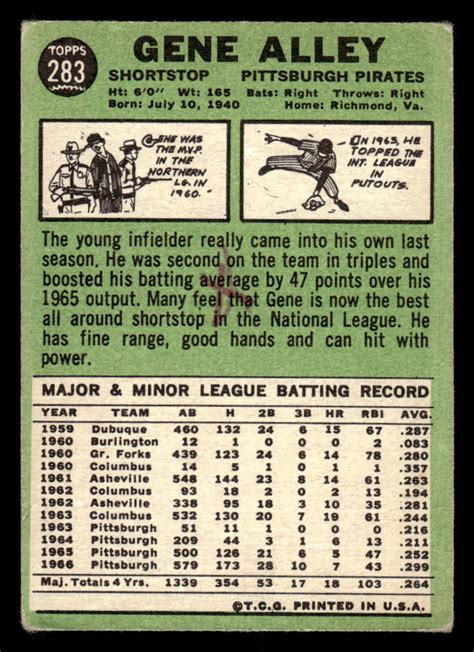 TOPPS
283
GENE ALLEY
SHORTSTOP PITTSBURGH PIRATES
Ht: 6'0" Wt: 165 Bats: Right Throws: Right
Born: July 10, 1940 Home: Richmond, Va.
GENE WAS
THE M.V.P.
IN THE
NORTHERN
LG. IN
1960.
IN 1963, HE
TOPPED THE
INT. LEAGUE
IN
PUTOUTS.
The young infielder really came into his own last
season. He was second on the team in triples and
boosted his batting average by 47 points over his
1965 output. Many feel that Gene is now the best
all around shortstop in the National League. He
has fine range, good hands and can hit with
power.
MAJOR & MINOR LEAGUE BATTING RECORD
YEAR TEAM AB H 2B 3B HR RBI AVG.
1959 Dubuque 460 132 24 6 15 67 .287
1960 Burlington 12 1 0 0 0 2 .083
1960 Gr. Forks 439 123 24 5 14 78 .280
1960 Columbus 14 5 1 0 0 1 .357
1961 Asheville 548 144 23 8 14 61 .263
1962 Columbus 93 18 2 0 0 2 .194
1962 Asheville 338 95 18 3 6 35 .281
1963 Columbus 532 130 20 7 19 61 .244
1963 Pittsburgh 51 11 1 0 0 0 .216
1964 Pittsburgh 209 44 3 1 6 13 .211
1965 Pittsburgh 500 126 21 6 5 47 .252
1966 Pittsburgh 579 173 28 10 7 43 .299
Maj. Totals 4 Yrs. 1339 354 53 17 18 103 .264
©T.C.G. PRINTED IN U.S.A.